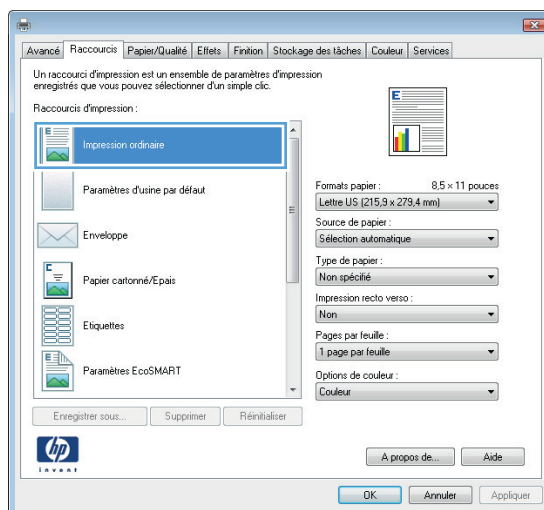 Avancé Raccourcis Papier/Qualité Effets Finition Stockage des tâches Couleur Services
Un raccourci d'impression est un ensemble de paramètres d'impression
enregistrés que vous pouvez sélectionner d'un simple clic.
Raccourcis d'impression :
Impression ordinaire
Paramètres d'usine par défaut
Enveloppe
Papier cartonné/Epais
Etiquettes
Paramètres EcoSMART
Enregistrer sous... Supprimer Réinitialiser
E
Formats papier : 8,5 × 11 pouces
Lettre US (215,9 x 279,4 mm)
Source de papier :
Sélection automatique
Type de papier :
Non spécifié
Impression recto verso :
Non
Pages par feuille :
1 page par feuille
Options de couleur :
Couleur
hp
invent
A propos de... Aide
OK Annuler Appliquer